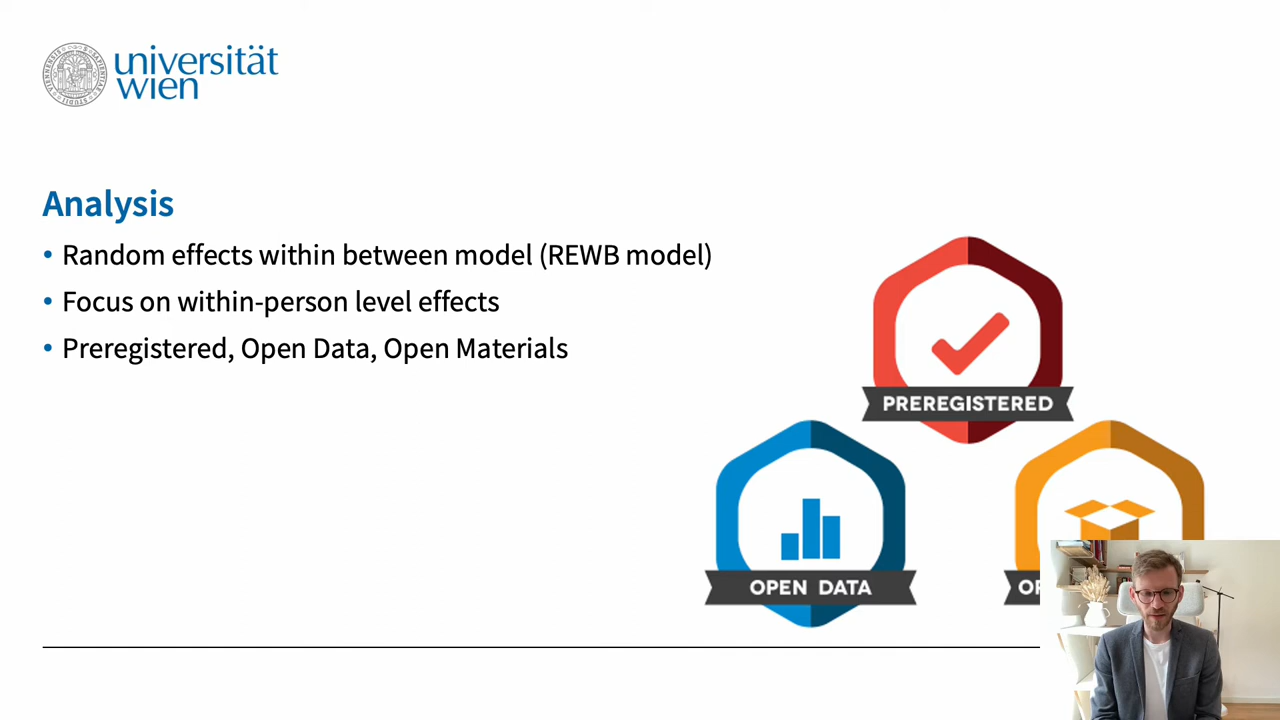 universität
wien
Analysis
• Random effects within between model (REWB model)
• Focus on within-person level effects
• Preregistered, Open Data, Open Materials
PREREGISTERED
OPEN DATA